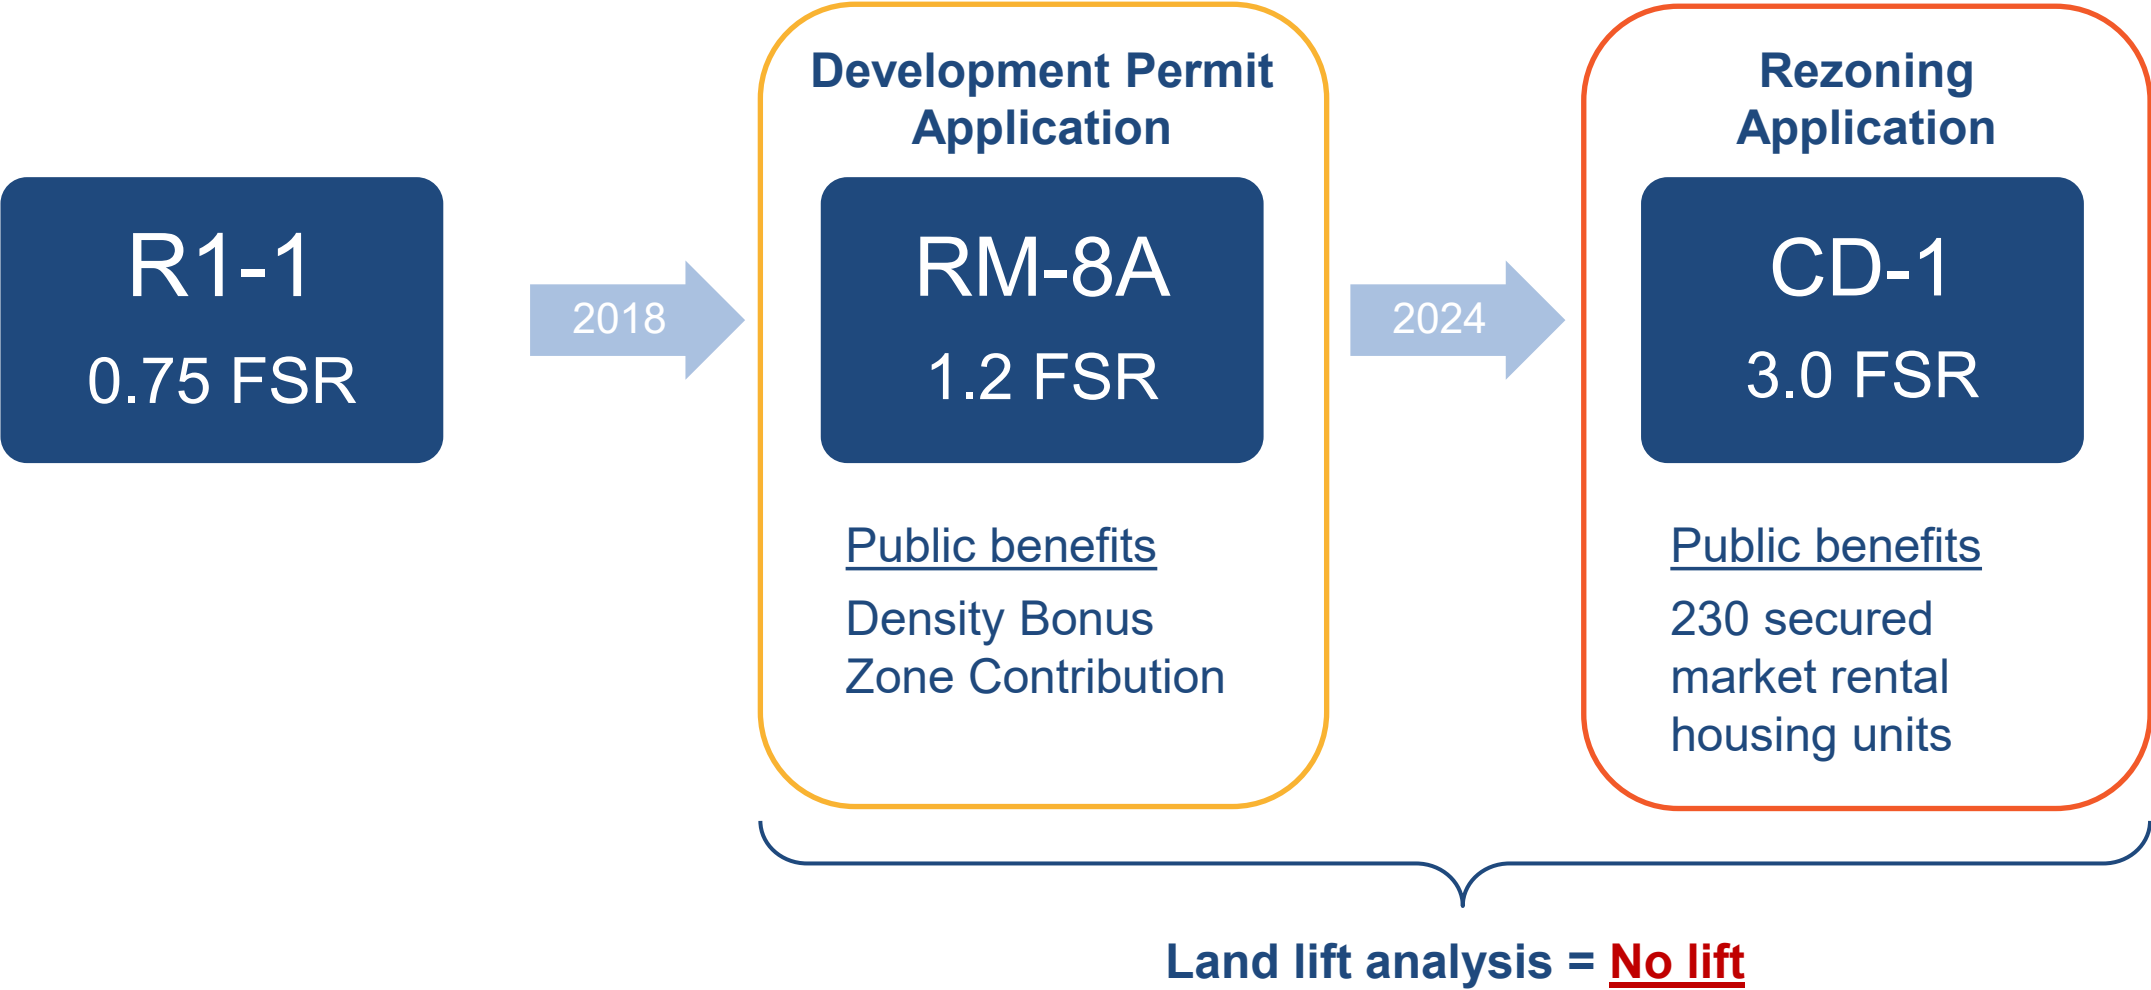 R1-1
0.75 FSR
2018
Development Permit
Application
RM-8A
1.2 FSR
Public benefits
Density Bonus
Zone Contribution
2024
Rezoning
Application
CD-1
3.0 FSR
Public benefits
230 secured
market rental
housing units
Land lift analysis = No lift